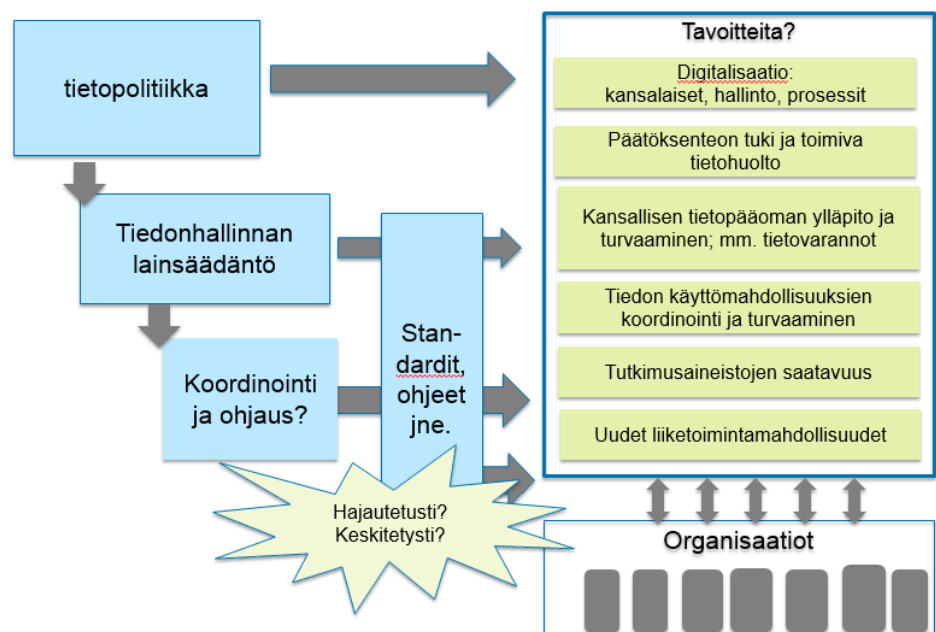 tietopolitiikka
Tiedonhallinnan
lainsäädäntö
Koordinointi
ja ohjaus?
Stan-
dardit,
ohjeet
jne.
Hajautetusti?
Keskitetysti?
Tavoitteita?
Digitalisaatio:
kansalaiset, hallinto, prosessit
Päätöksenteon tuki ja toimiva
tietohuolto
Kansallisen tietopääoman ylläpito ja
turvaaminen; mm. tietovarannot
Tiedon käyttömahdollisuuksien
koordinointi ja turvaaminen
Tutkimusaineistojen saatavuus
Uudet liiketoimintamahdollisuudet
Organisaatiot